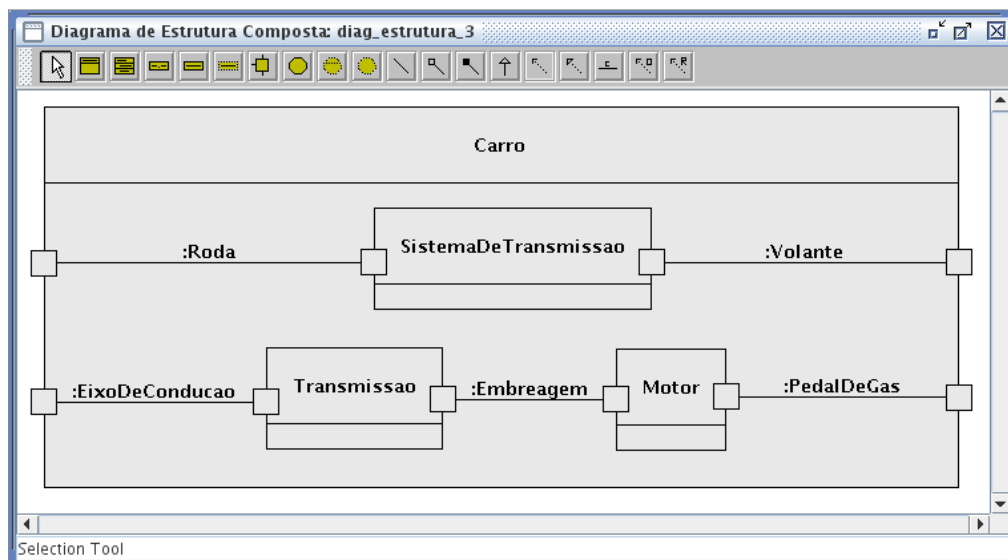 Diagrama de Estrutura Composta: diag_estrutura_3
Carro
:Roda
SistemaDeTransmissao
:Volante
:EixoDeConducao
Transmissao
:Embreagem
Motor
:PedalDeGas
Selection Tool